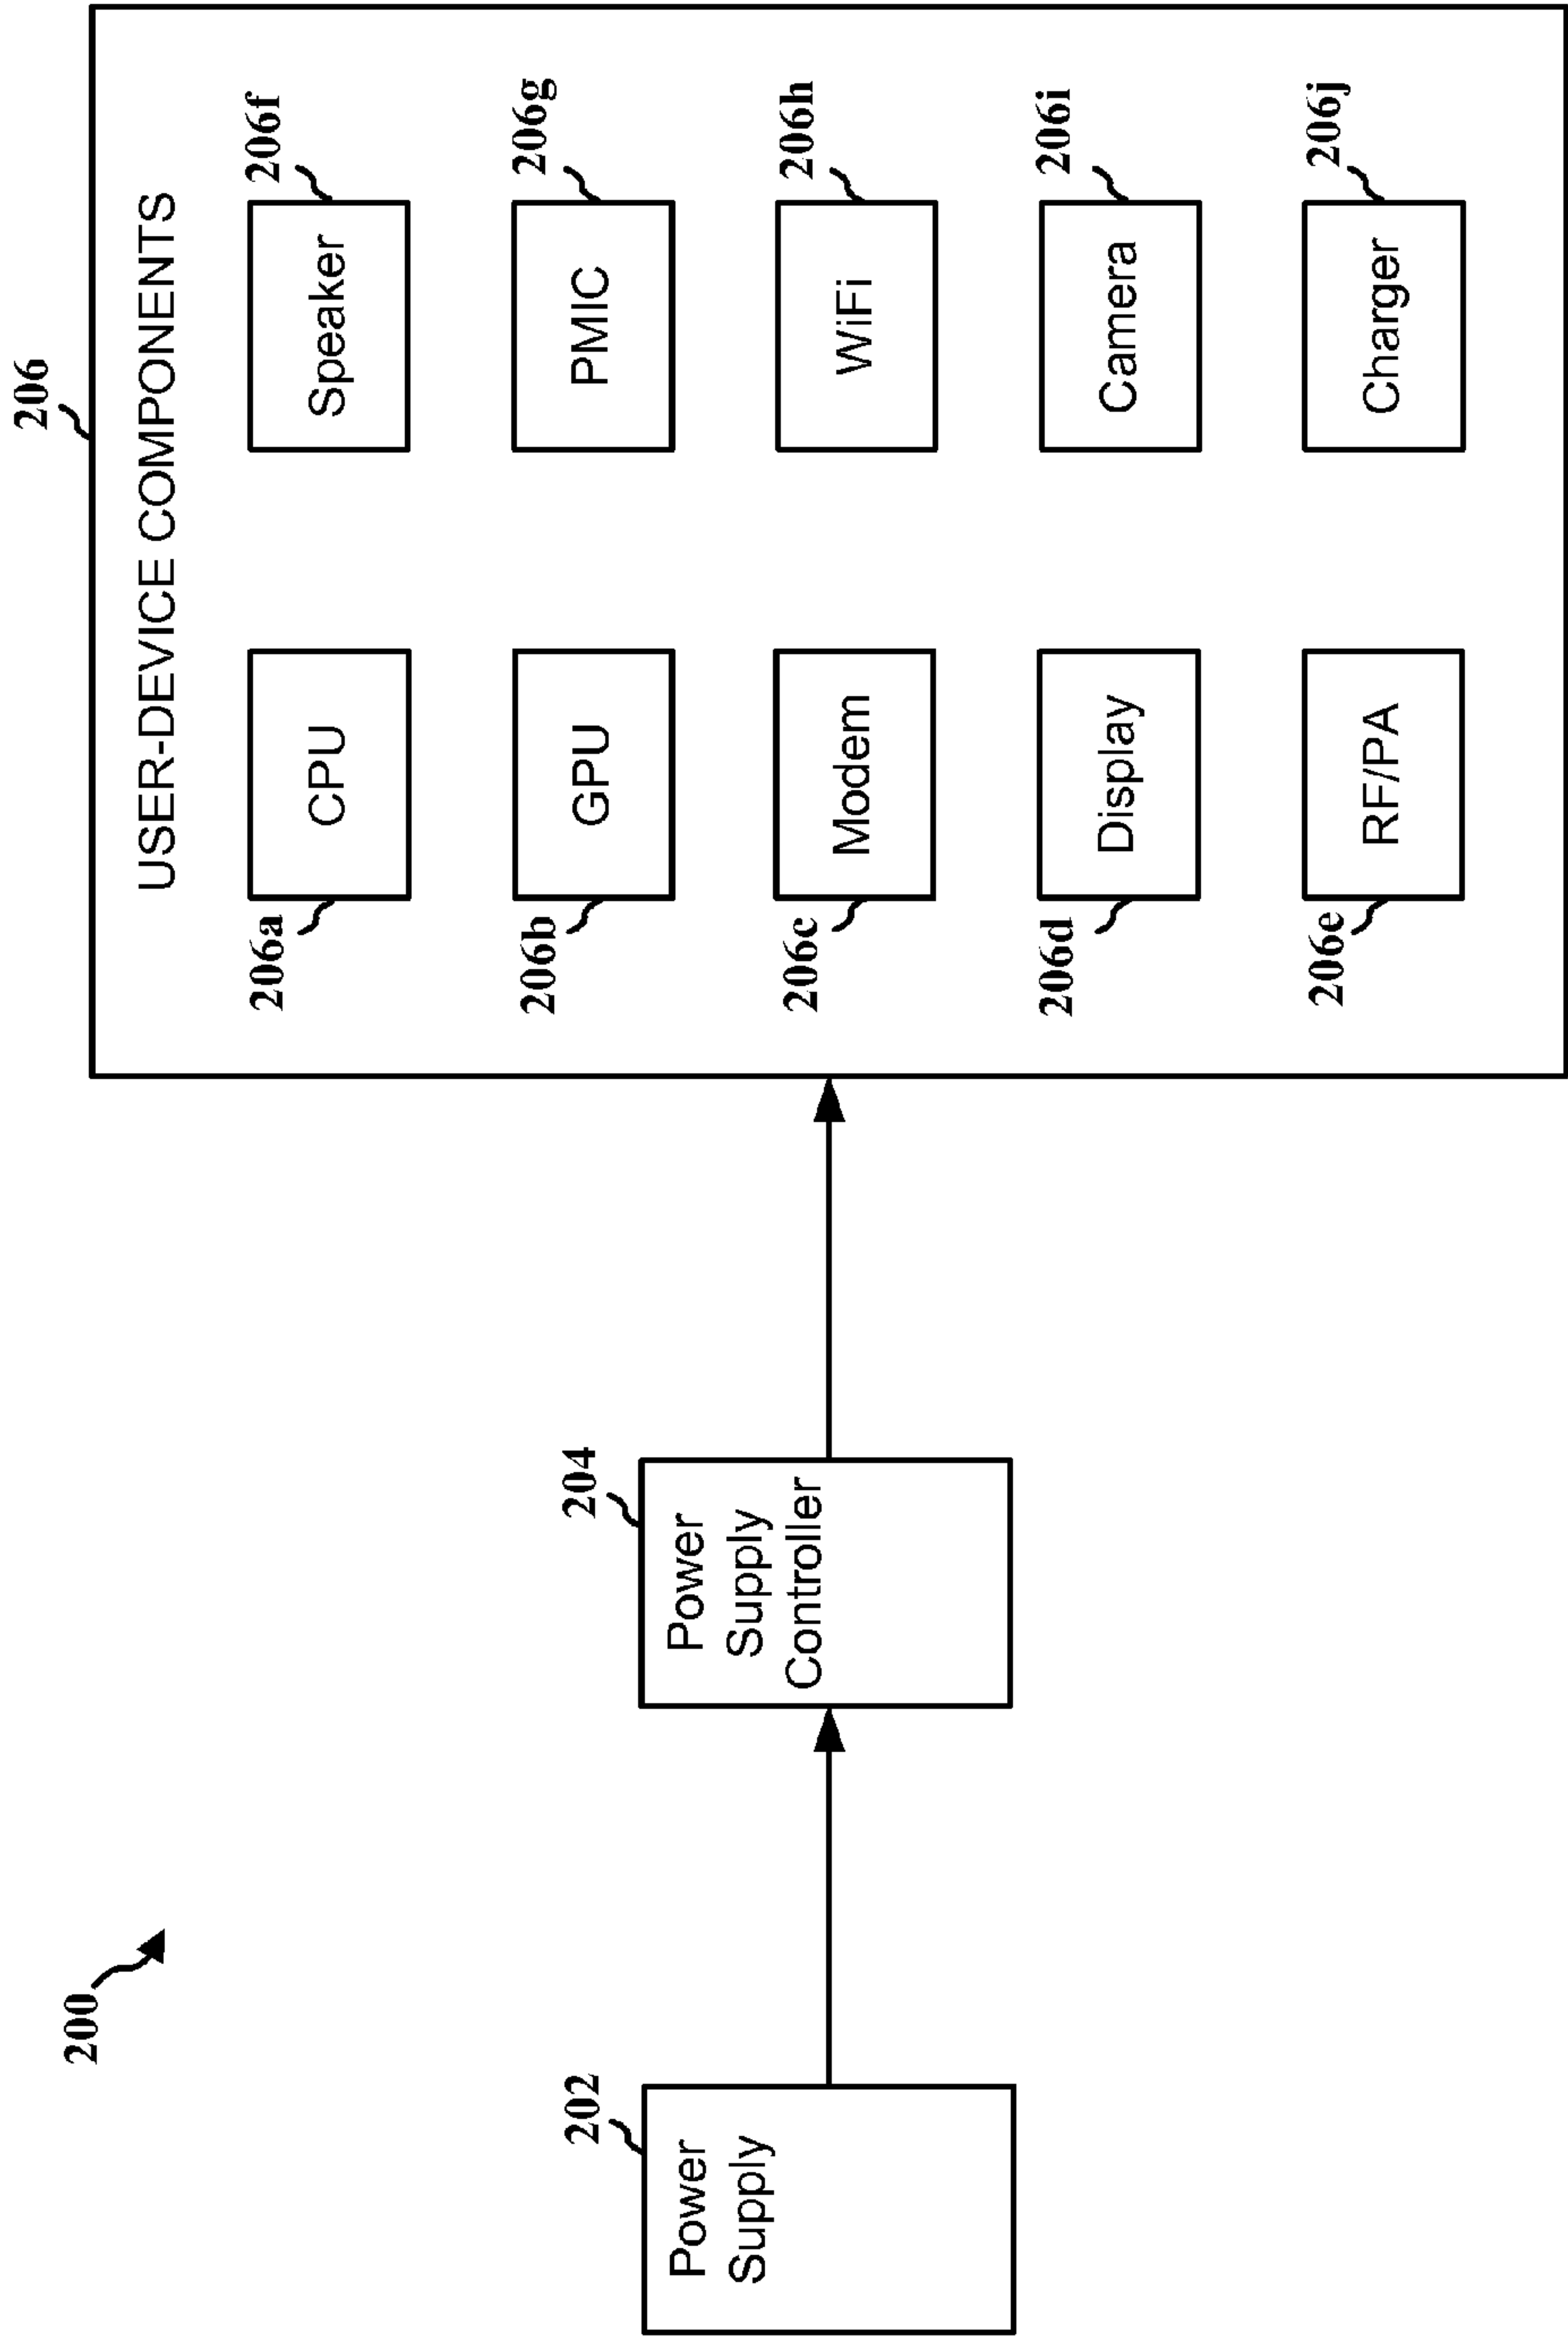 200
206
USER-DEVICE COMPONENTS
206a
CPU
Speaker
206f
206b
GPU
PMIC
206g
202
Power
Supply
204
Power
Supply
Controller
206c
Modem
WiFi
206h
206d
Display
Camera
206i
206e
RF/PA
Charger
206j